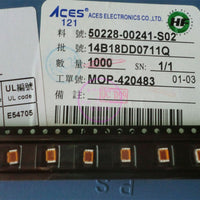 ACES ACES ELECTRONICS CO.,LTD.
121
料號： 50228-00241-S02
批號： 14B18DD0711Q
數量： 1000 S/N： 1/1
工單號： MOP-420483 01-03
備註：
HF
UL編號
UL code
E54705